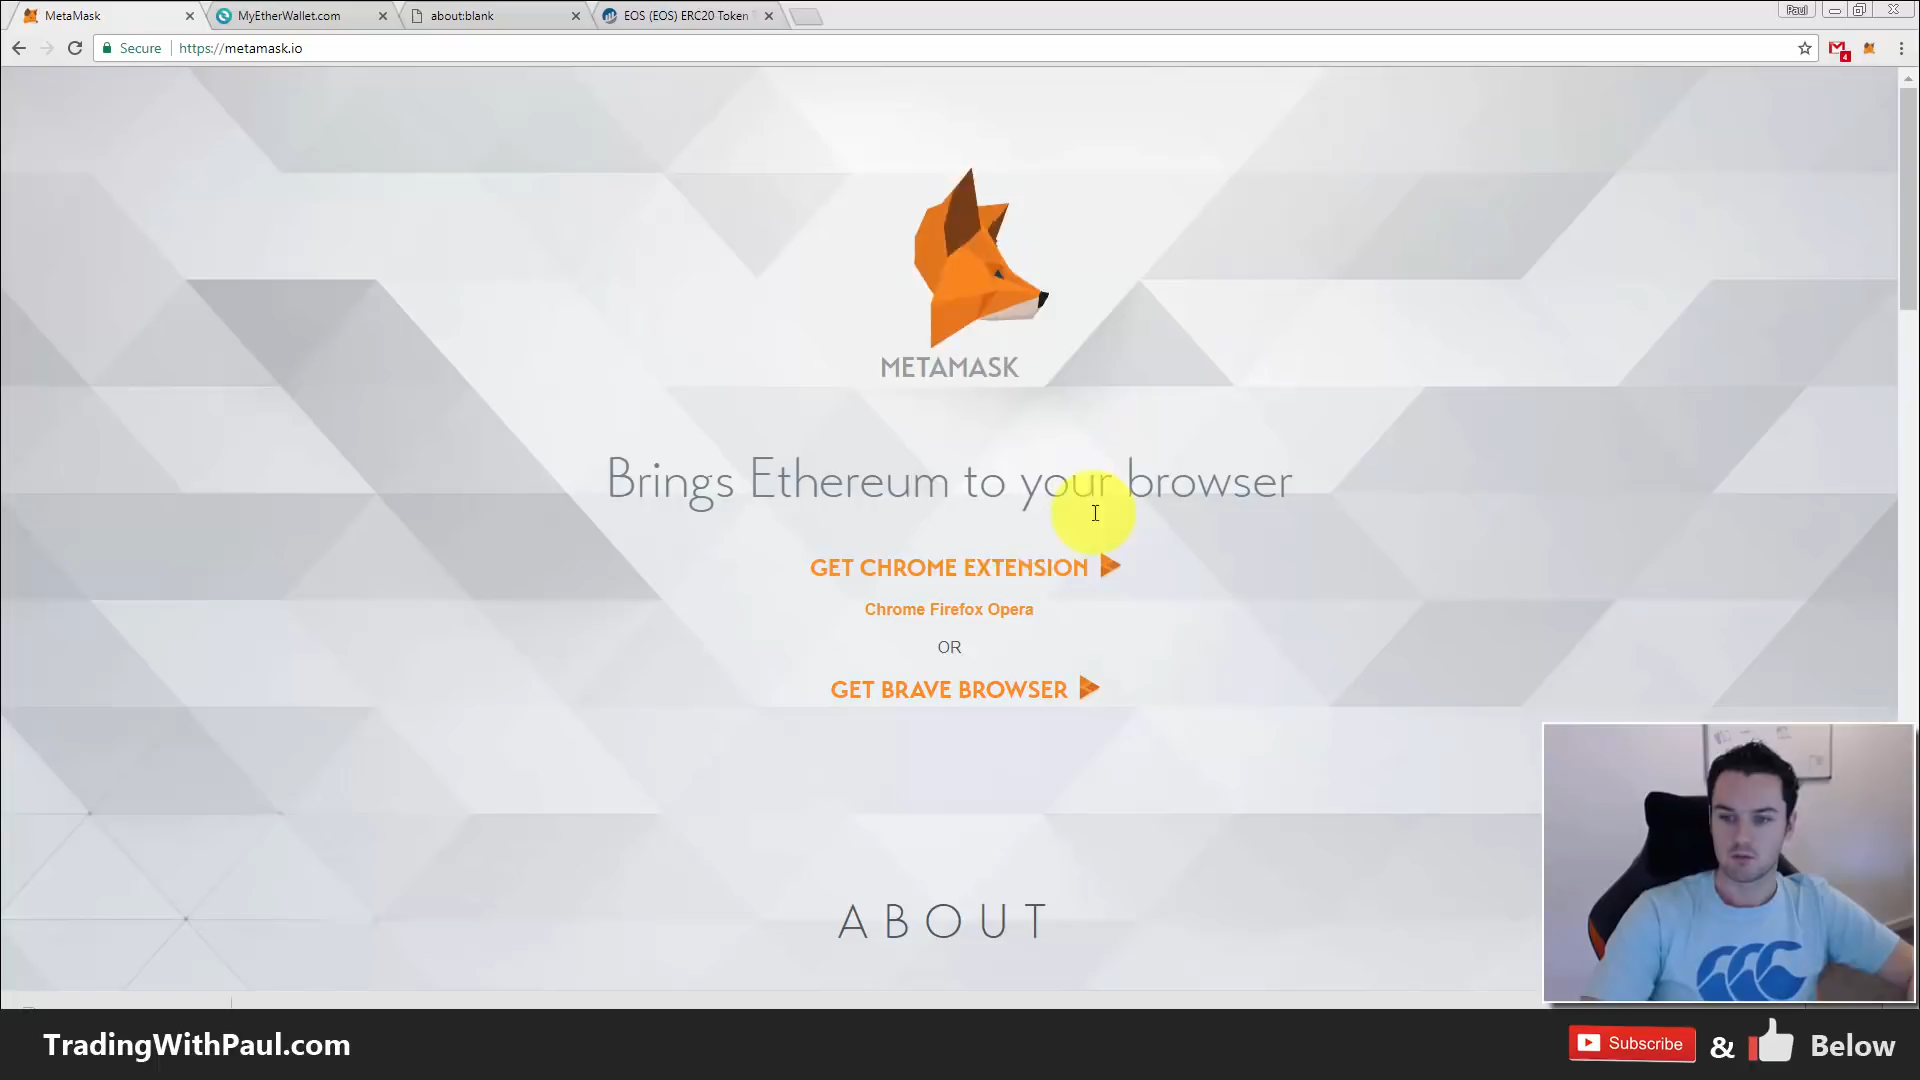 MetaMask
MyEtherWallet.com
about:blank
EOS (EOS) ERC20 Token
Paul
Secure
https://metamask.io
4
METAMASK
Brings Ethereum to your browser
GET CHROME EXTENSION
Chrome Firefox Opera
OR
GET BRAVE BROWSER
ABOUT
TradingWithPaul.com
Subscribe & Below